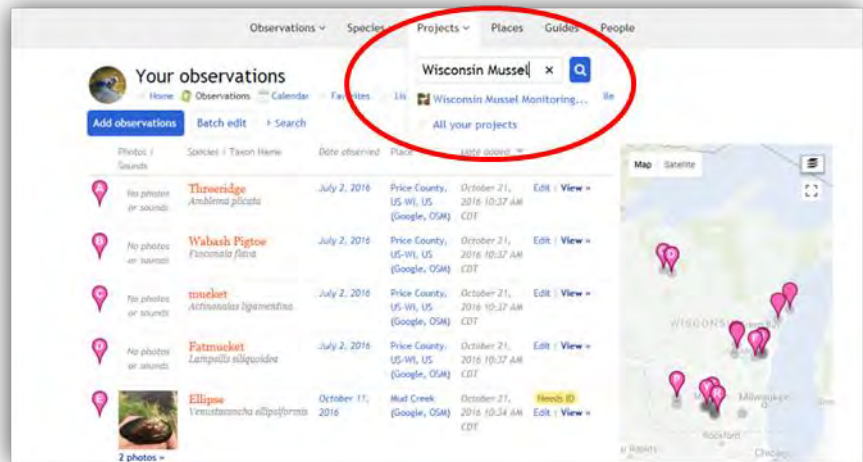 Observations Species Projects Places Guides People
Wisconsin Mussel ×
Your observations
Home Observations Calendar Favorites Lis
Wisconsin Mussel Monitoring...
All your projects
Add observations Batch edit Search
Photos / Sounds Species / Taxon Name Date observed Place Date added
A No photos or sounds Threeridge July 2, 2016 Price County, October 21, Edit | View »
Amblema plicata US-WI, US 2016 10:37 AM
(Google, OSM) CDT
B No photos or sounds Wabash Pigtoe July 2, 2016 Price County, October 21, Edit | View »
Fusconaia flava US-WI, US 2016 10:37 AM
(Google, OSM) CDT
C No photos or sounds mucket July 2, 2016 Price County, October 21, Edit | View »
Actinonaias ligamentina US-WI, US 2016 10:37 AM
(Google, OSM) CDT
D No photos or sounds Fatmucket July 2, 2016 Price County, October 21, Edit | View »
Lampsilis siliquoidea US-WI, US 2016 10:37 AM
(Google, OSM) CDT
E Ellipse October 11, Mud Creek October 21, Needs ID
Venustaconcha ellipsiformis 2016 (Google, OSM) 2016 10:34 AM Edit | View »
CDT
2 photos »
Map Satellite
WISCONS
Milwaukee
Rockford
Rapids
Chicago